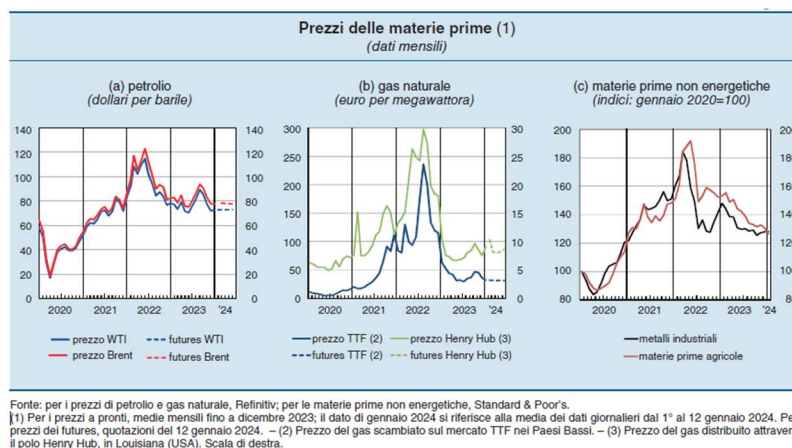 Prezzi delle materie prime (1)
(dati mensili)
(a) petrolio
(dollari per barile)
140 140
120 120
100 100
80 80
60 60
40 40
20 20
0 0
2020 2021 2022 2023 '24
prezzo WTI futures WTI
prezzo Brent futures Brent
(b) gas naturale
(euro per megawattora)
300 30
250 25
200 20
150 15
100 10
50 5
0 0
2020 2021 2022 2023 '24
prezzo TTF (2) prezzo Henry Hub (3)
futures TTF (2) futures Henry Hub (3)
(c) materie prime non energetiche
(indici: gennaio 2020=100)
200 20
180 18
160 16
140 14
120 12
100 10
80 80
2020 2021 2022 2023 '24
metalli industriali
materie prime agricole
Fonte: per i prezzi di petrolio e gas naturale, Refinitiv; per le materie prime non energetiche, Standard & Poor's.
(1) Per i prezzi a pronti, medie mensili fino a dicembre 2023; il dato di gennaio 2024 si riferisce alla media dei dati giornalieri dal 1° al 12 gennaio 2024. Pe
prezzi dei futures, quotazioni del 12 gennaio 2024. – (2) Prezzo del gas scambiato sul mercato TTF nei Paesi Bassi. – (3) Prezzo del gas distribuito attraver
il polo Henry Hub, in Louisiana (USA). Scala di destra.